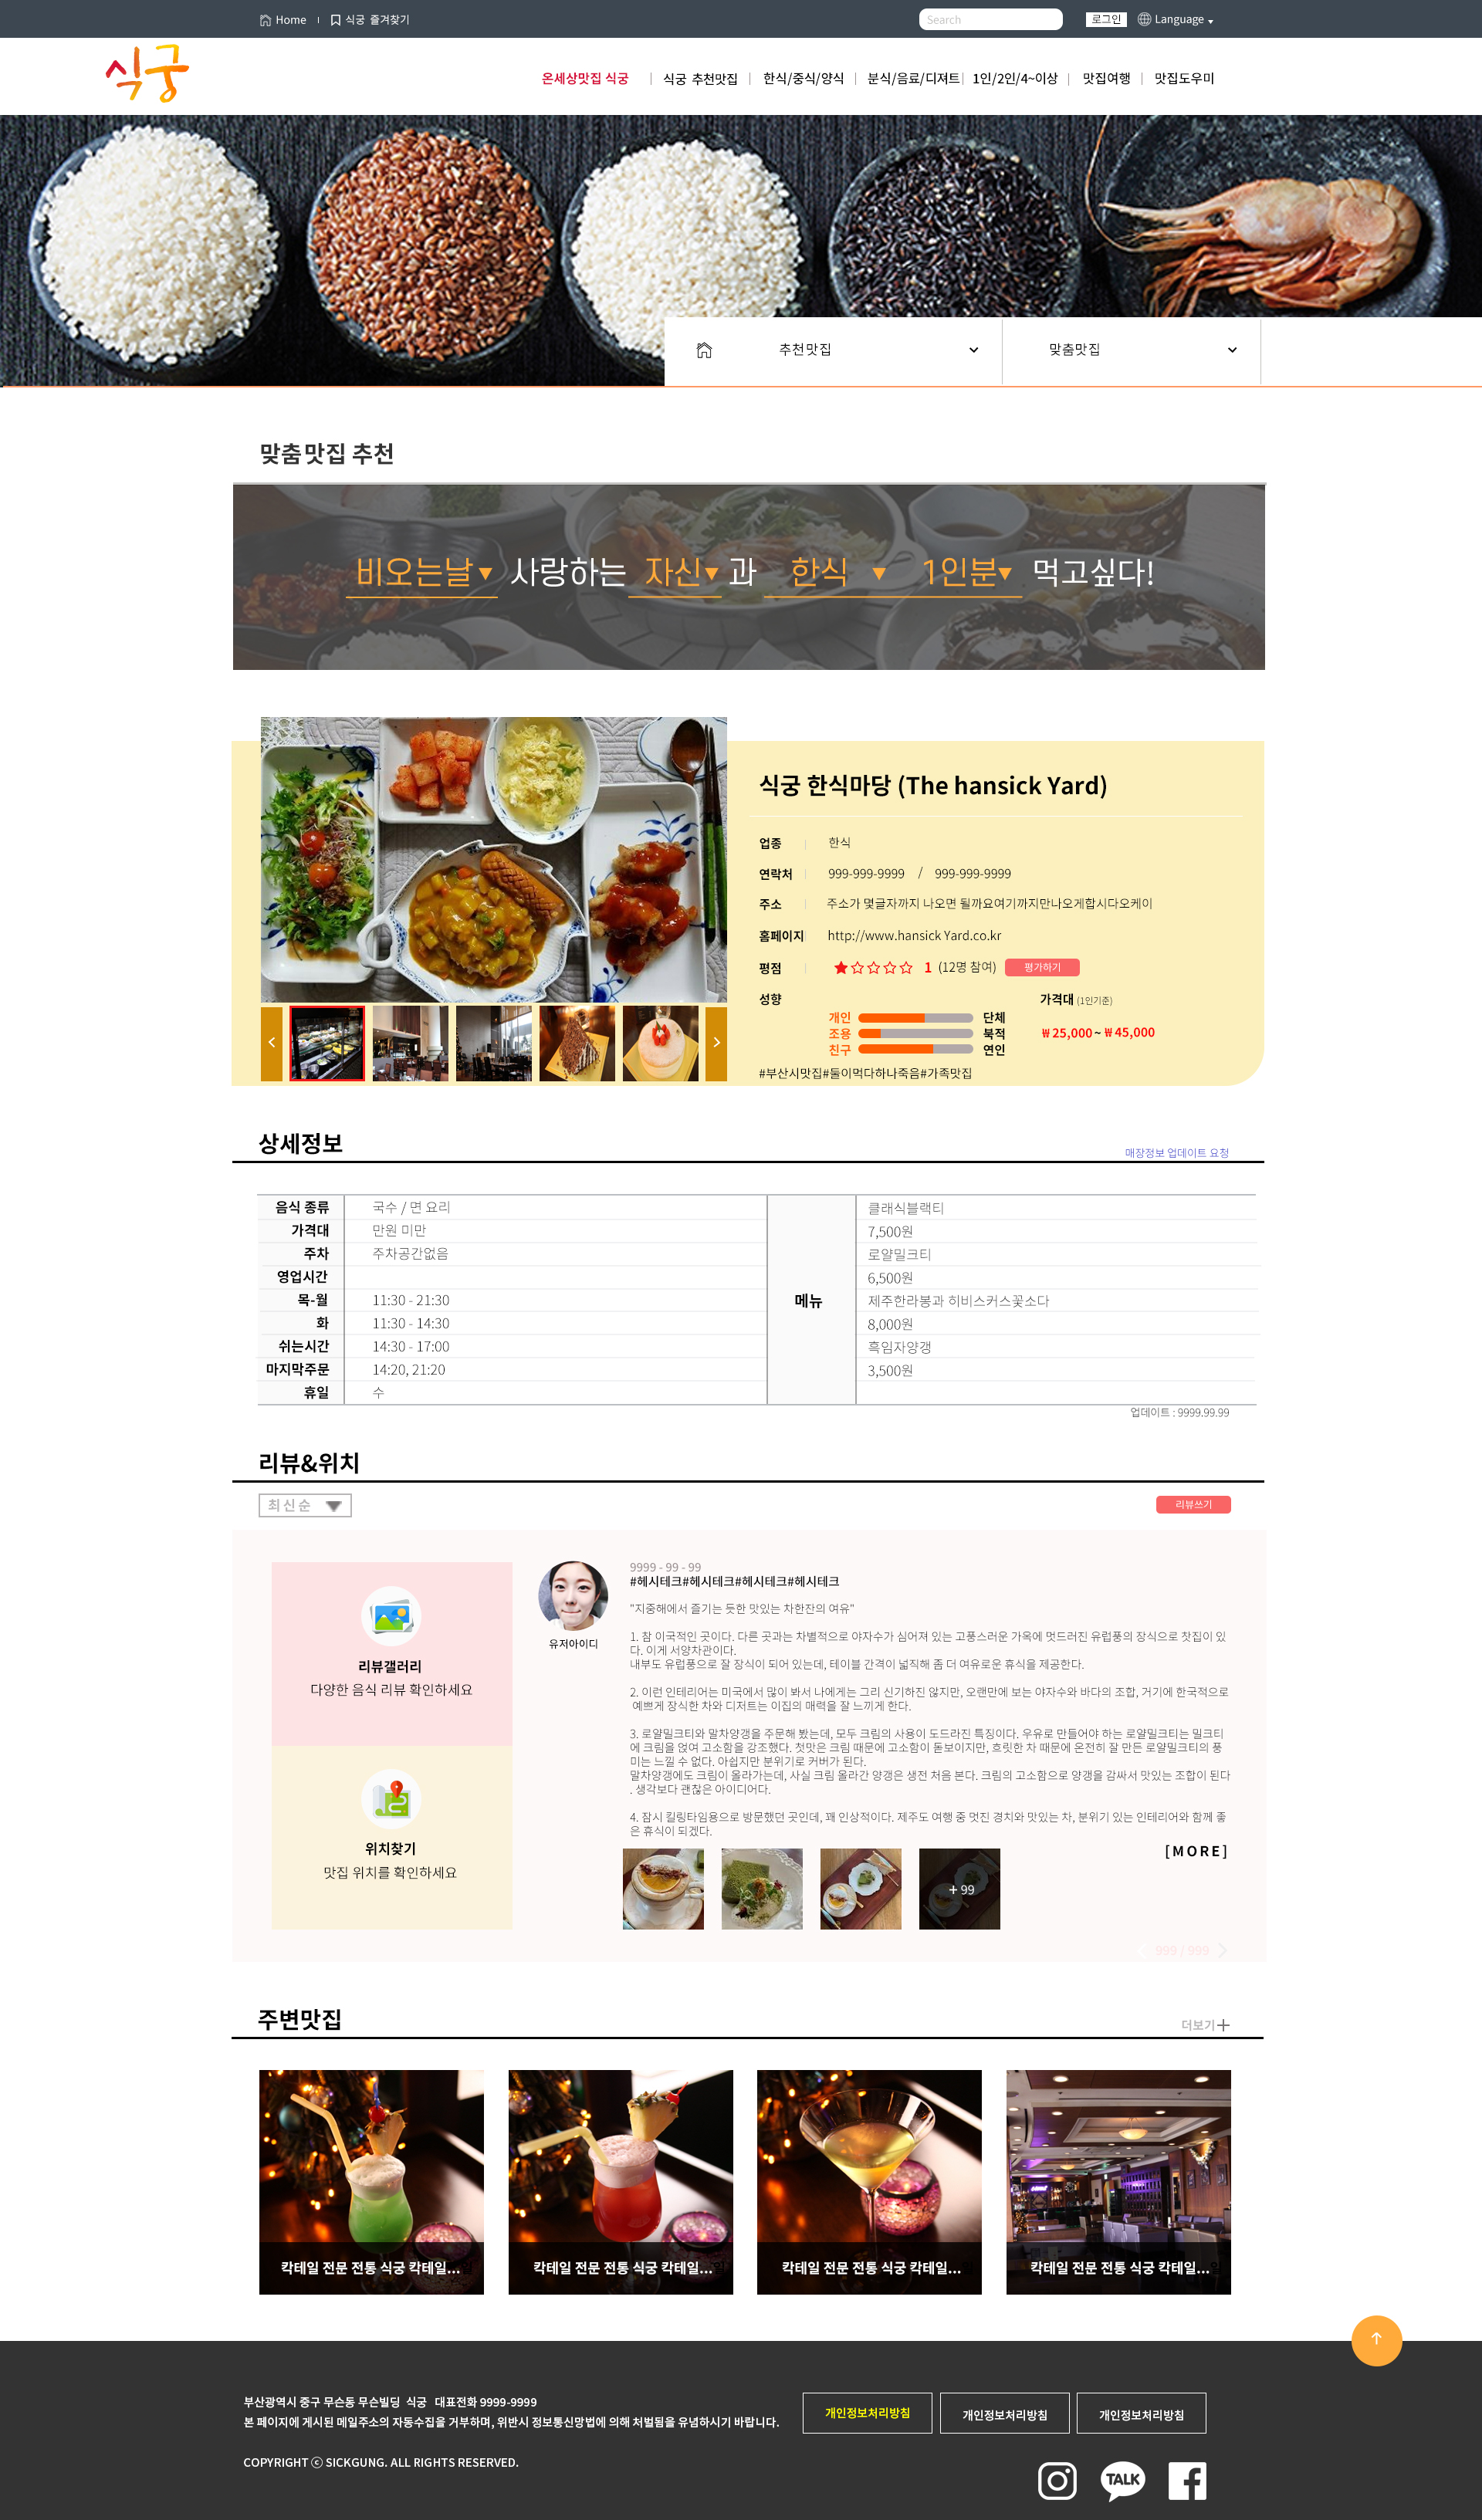 Home
식궁 즐겨찾기
Search
로그인
Language
식궁
온세상맛집 식궁
식궁 추천맛집
한식/중식/양식
분식/음료/디저트
1인/2인/4~이상
맛집여행
맛집도우미
추천맛집
맞춤맛집
맞춤맛집 추천
비오는날 사랑하는 자신 과 한식 1인분 먹고싶다!
식궁 한식마당 (The hansick Yard)
업종 한식
연락처 999-999-9999 / 999-999-9999
주소 주소가 몇글자까지 나오면 될까요여기까지만나오게합시다오케이
홈페이지 http://www.hansick Yard.co.kr
평점 1 (12명 참여) 평가하기
성향 가격대 (1인기준)
개인 단체
조용 북적 ₩ 25,000 ~ ₩ 45,000
친구 연인
#부산시맛집#둘이먹다하나죽음#가족맛집
상세정보
매장정보 업데이트 요청
음식 종류 국수 / 면 요리
가격대 만원 미만
주차 주차공간없음
영업시간
목-월 11:30 - 21:30
화 11:30 - 14:30
쉬는시간 14:30 - 17:00
마지막주문 14:20, 21:20
휴일 수
메뉴
클래식블랙티
7,500원
로얄밀크티
6,500원
제주한라봉과 히비스커스꽃소다
8,000원
흑임자양갱
3,500원
업데이트 : 9999.99.99
리뷰&위치
최신순
리뷰쓰기
리뷰갤러리
다양한 음식 리뷰 확인하세요
위치찾기
맛집 위치를 확인하세요
유저아이디
9999 - 99 - 99
#헤시테크#헤시테크#헤시테크#헤시테크
"지중해에서 즐기는 듯한 맛있는 차한잔의 여유"
1. 참 이국적인 곳이다. 다른 곳과는 차별적으로 야자수가 심어져 있는 고풍스러운 가옥에 멋드러진 유럽풍의 장식으로 찻집이 있
다. 이게 서양차관이다.
내부도 유럽풍으로 잘 장식이 되어 있는데, 테이블 간격이 넓직해 좀 더 여유로운 휴식을 제공한다.
2. 이런 인테리어는 미국에서 많이 봐서 나에게는 그리 신기하진 않지만, 오랜만에 보는 야자수와 바다의 조합, 거기에 한국적으로
예쁘게 장식한 차와 디저트는 이집의 매력을 잘 느끼게 한다.
3. 로얄밀크티와 말차양갱을 주문해 봤는데, 모두 크림의 사용이 도드라진 특징이다. 우유로 만들어야 하는 로얄밀크티는 밀크티
에 크림을 얹여 고소함을 강조했다. 첫맛은 크림 때문에 고소함이 돋보이지만, 흐릿한 차 때문에 온전히 잘 만든 로얄밀크티의 풍
미는 느낄 수 없다. 아쉽지만 분위기로 커버가 된다.
말차양갱에도 크림이 올라가는데, 사실 크림 올라간 양갱은 생전 처음 본다. 크림의 고소함으로 양갱을 감싸서 맛있는 조합이 된다
. 생각보다 괜찮은 아이디어다.
4. 잠시 킬링타임용으로 방문했던 곳인데, 꽤 인상적이다. 제주도 여행 중 멋진 경치와 맛있는 차, 분위기 있는 인테리어와 함께 좋
은 휴식이 되겠다.
[MORE]
+ 99
999 / 999
주변맛집
더보기
칵테일 전문 전통 식궁 칵테일...
칵테일 전문 전통 식궁 칵테일...
칵테일 전문 전통 식궁 칵테일...
칵테일 전문 전통 식궁 칵테일...
부산광역시 중구 무슨동 무슨빌딩 식궁 대표전화 9999-9999
본 페이지에 게시된 메일주소의 자동수집을 거부하며, 위반시 정보통신망법에 의해 처벌됨을 유념하시기 바랍니다.
COPYRIGHT ⓒ SICKGUNG. ALL RIGHTS RESERVED.
개인정보처리방침
개인정보처리방침
개인정보처리방침
TALK